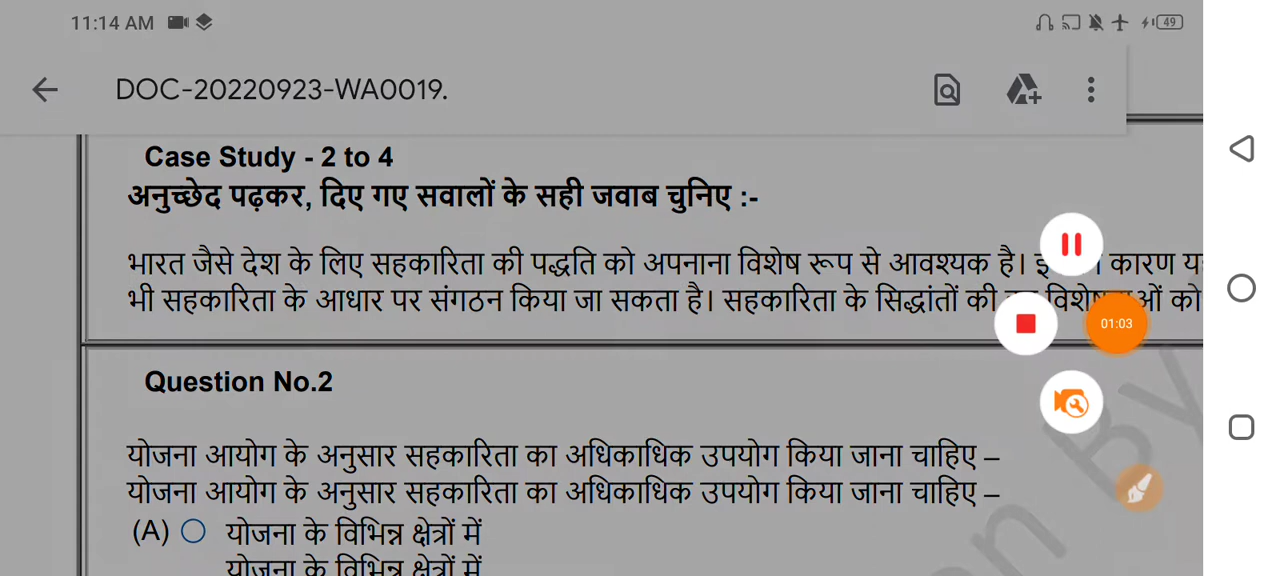 11:14 AM
49
DOC-20220923-WA0019.
Case Study - 2 to 4
अनुच्छेद पढ़कर, दिए गए सवालों के सही जवाब चुनिए :-
भारत जैसे देश के लिए सहकारिता की पद्धति को अपनाना विशेष रूप से आवश्यक है। कारण
भी सहकारिता के आधार पर संगठन किया जा सकता है। सहकारिता के सिद्धांतों की को
01:03
Question No.2
योजना आयोग के अनुसार सहकारिता का अधिकाधिक उपयोग किया जाना चाहिए –
योजना आयोग के अनुसार सहकारिता का अधिकाधिक उपयोग किया जाना चाहिए –
(A) योजना के विभिन्न क्षेत्रों में
योजना के विभिन्न क्षेत्रों में